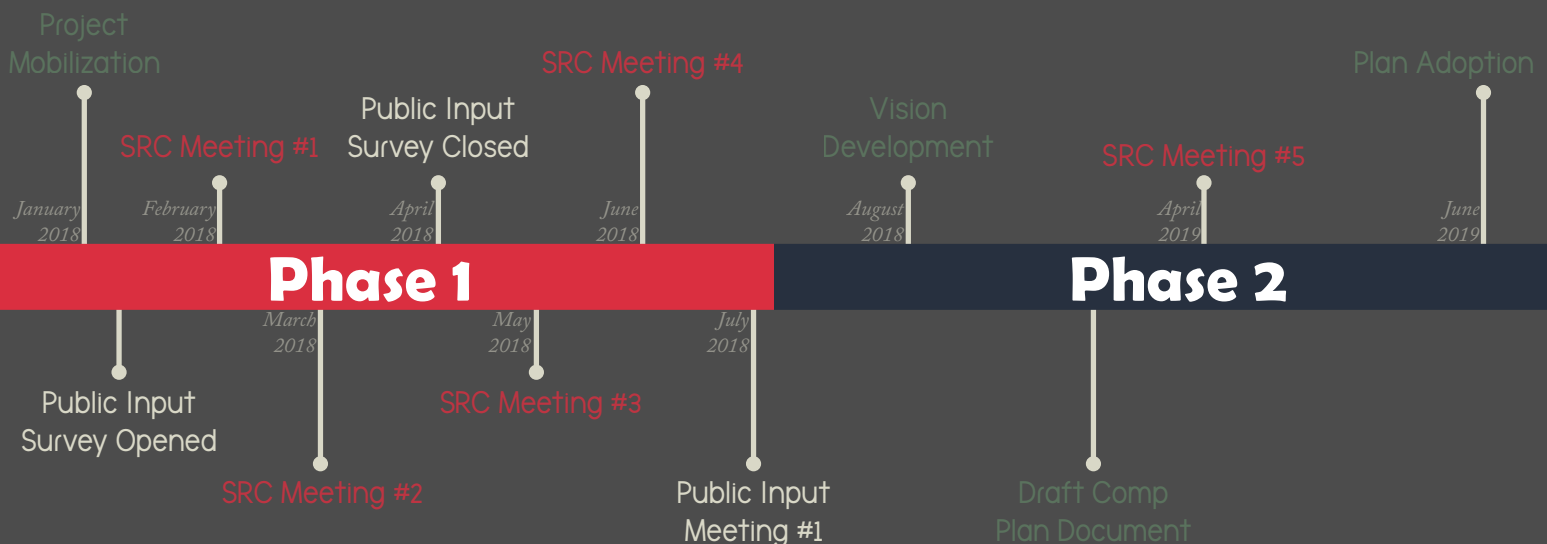 Project
Mobilization
SRC Meeting #4
Plan Adoption
Public Input
Survey Closed
Vision
Development
SRC Meeting #1
SRC Meeting #5
January
2018
February
2018
April
2018
June
2018
August
2018
April
2019
June
2019
Phase 1
Phase 2
March
2018
May
2018
July
2018
Public Input
Survey Opened
SRC Meeting #3
SRC Meeting #2
Public Input
Meeting #1
Draft Comp
Plan Document